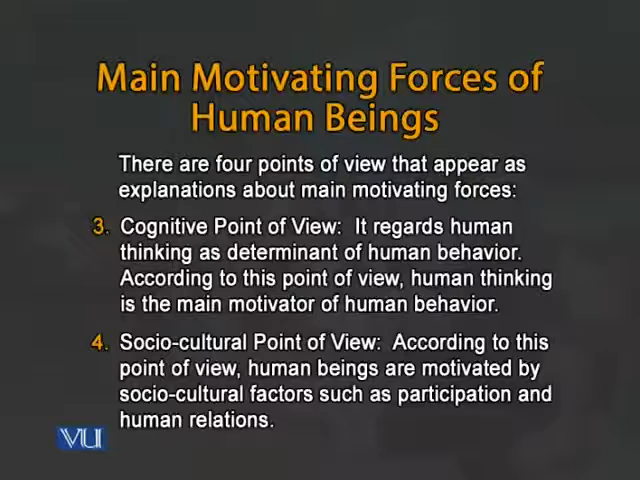 Main Motivating Forces of
Human Beings
There are four points of view that appear as
explanations about main motivating forces:
3. Cognitive Point of View: It regards human
thinking as determinant of human behavior.
According to this point of view, human thinking
is the main motivator of human behavior.
4. Socio-cultural Point of View: According to this
point of view, human beings are motivated by
socio-cultural factors such as participation and
human relations.
VU